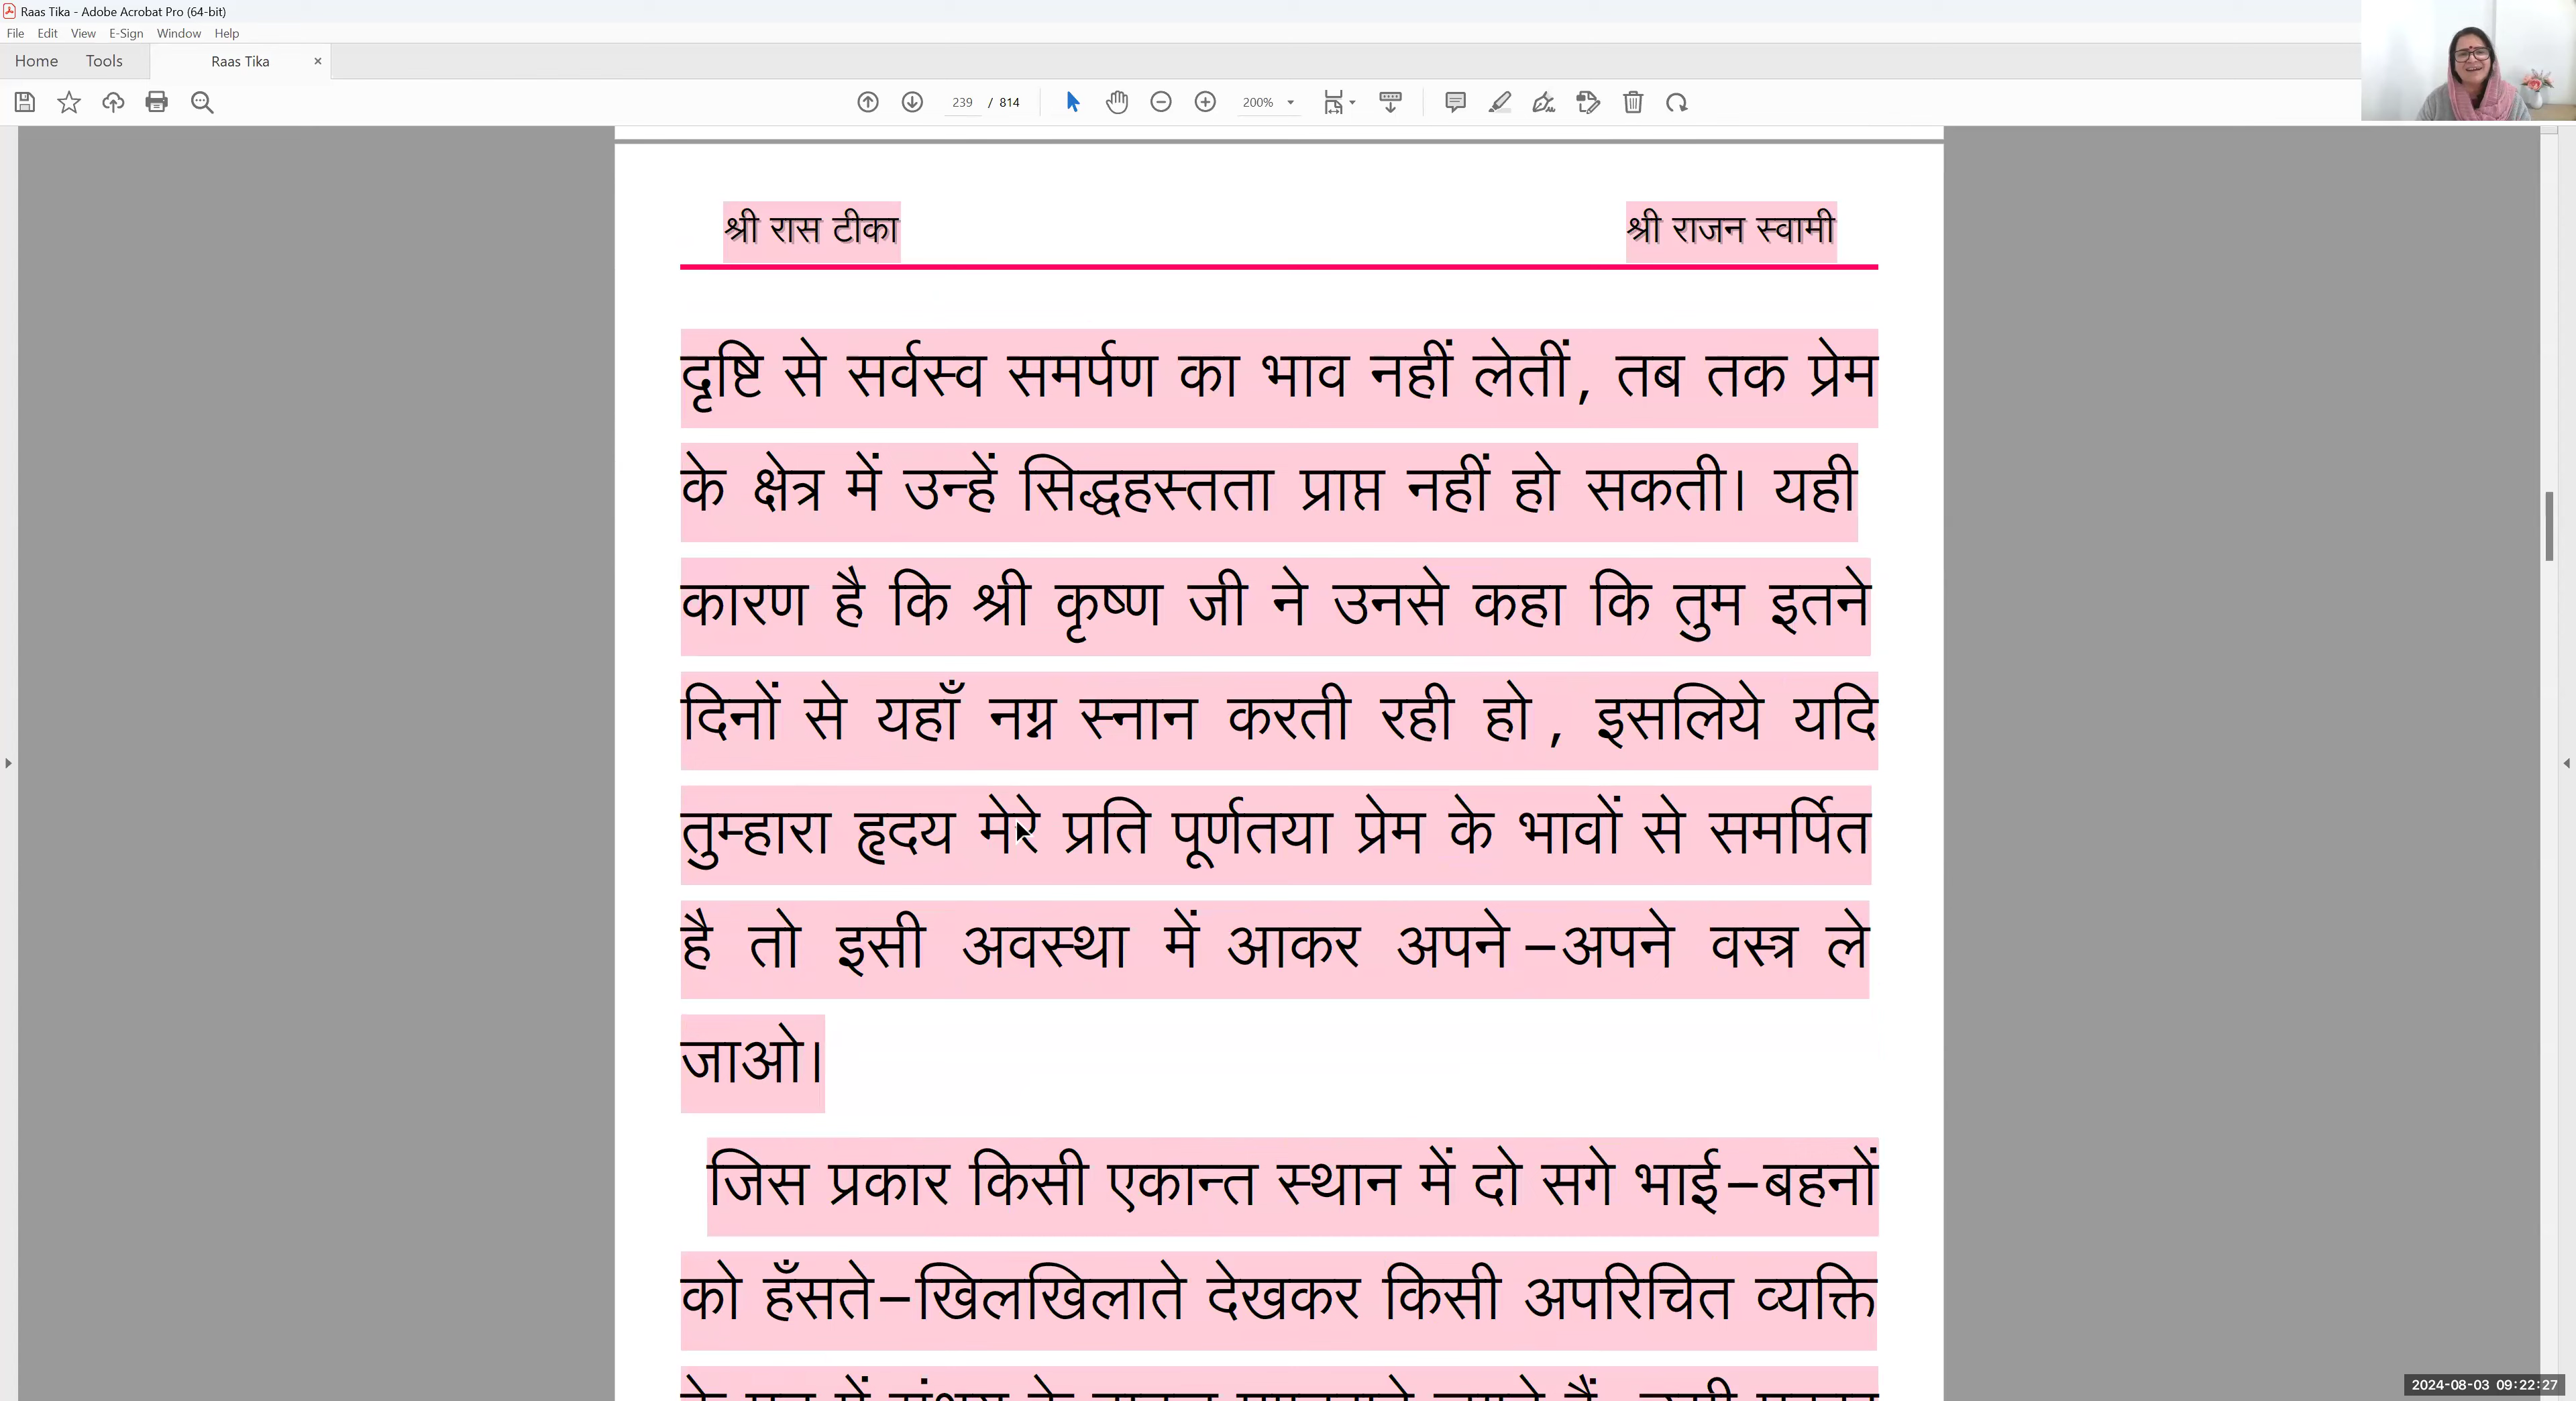 Raas Tika - Adobe Acrobat Pro (64-bit)
File Edit View E-Sign Window Help
Home Tools Raas Tika ×
239 / 814 200%
श्री रास टीका श्री राजन स्वामी
दृष्टि से सर्वस्व समर्पण का भाव नहीं लेतीं, तब तक प्रेम
के क्षेत्र में उन्हें सिद्धहस्तता प्राप्त नहीं हो सकती। यही
कारण है कि श्री कृष्ण जी ने उनसे कहा कि तुम इतने
दिनों से यहाँ नग्न स्नान करती रही हो, इसलिये यदि
तुम्हारा हृदय मेरे प्रति पूर्णतया प्रेम के भावों से समर्पित
है तो इसी अवस्था में आकर अपने-अपने वस्त्र ले
जाओ।
जिस प्रकार किसी एकान्त स्थान में दो सगे भाई-बहनों
को हँसते-खिलखिलाते देखकर किसी अपरिचित व्यक्ति
2024-08-03 09:22:27